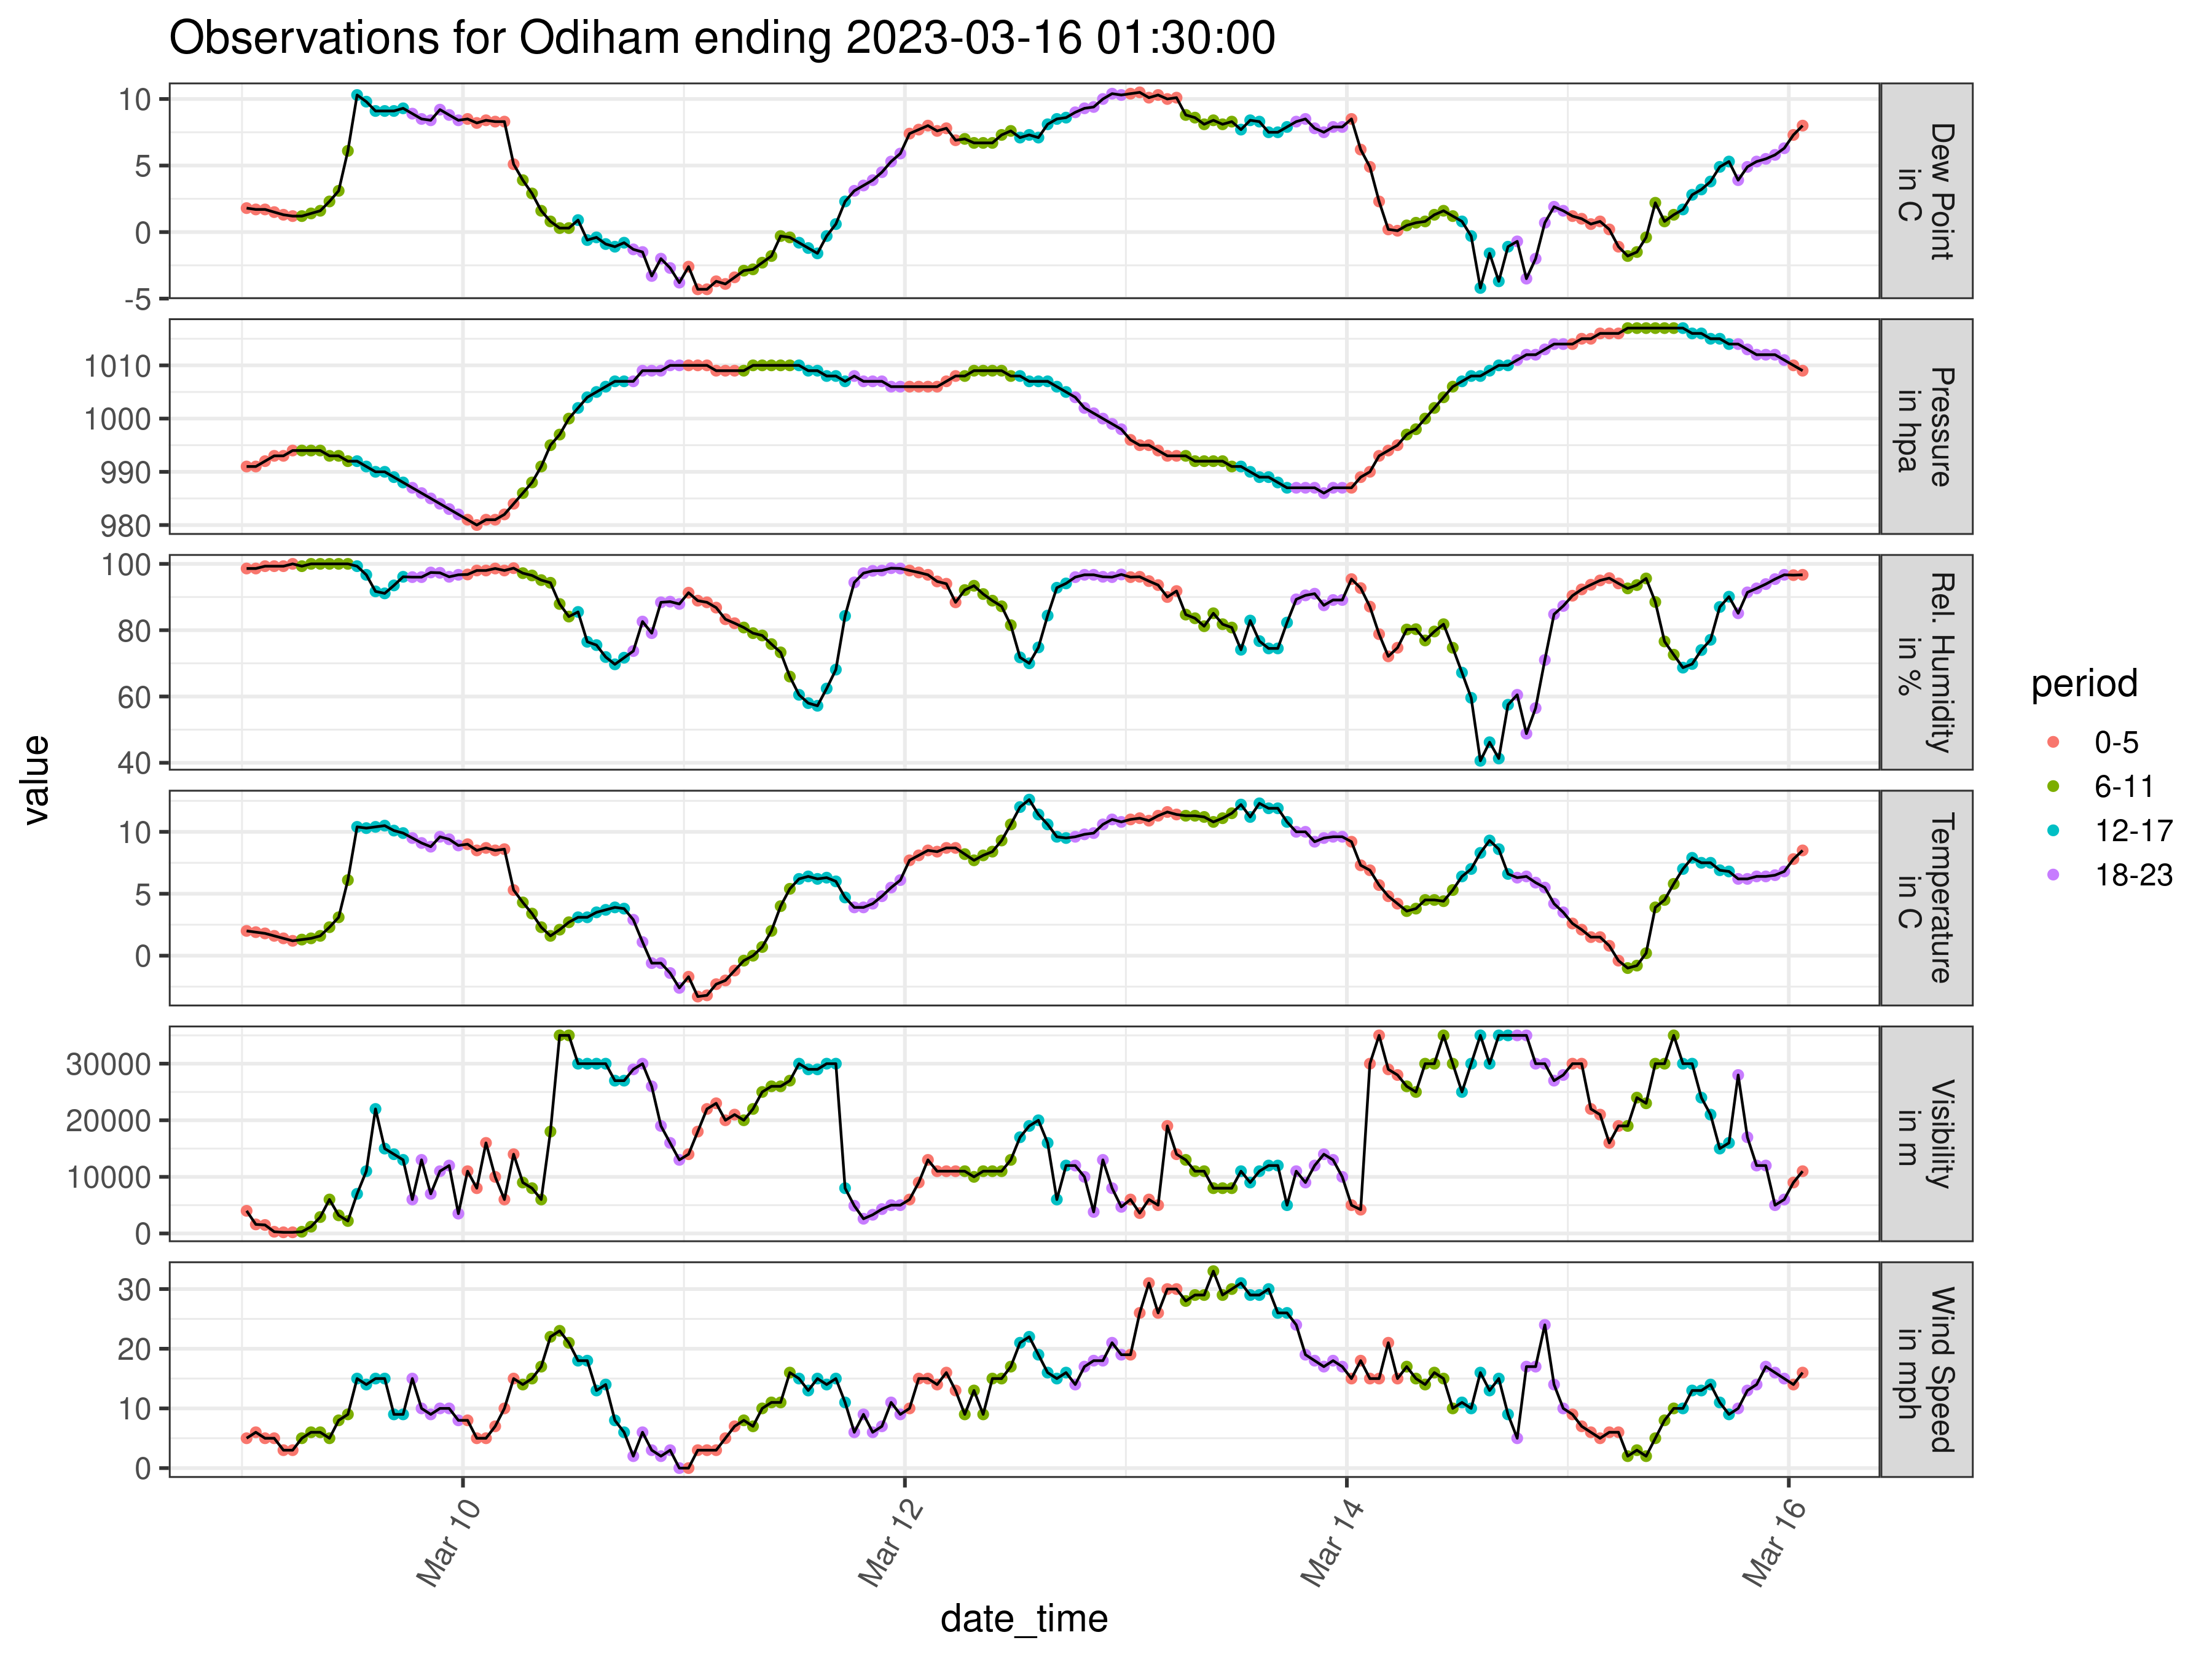 Observations for Odiham ending 2023-03-16 01:30:00
value
10
5
0
-5
Dew Point
in C
1010
1000
990
980
Pressure
in hpa
100
80
60
40
Rel. Humidity
in %
10
5
0
Temperature
in C
30000
20000
10000
0
Visibility
in m
30
20
10
0
Wind Speed
in mph
Mar 10
Mar 12
Mar 14
Mar 16
date_time
period
0-5
6-11
12-17
18-23